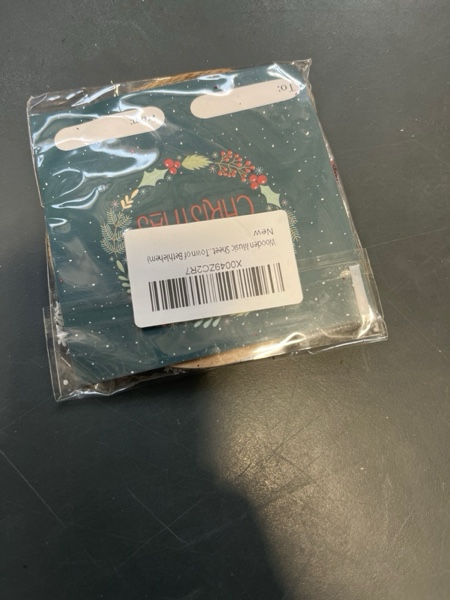 To:
CHRISTMAS
X0049ZC2R7
Wooden Music Sheet..Town of Bethlehem)
New